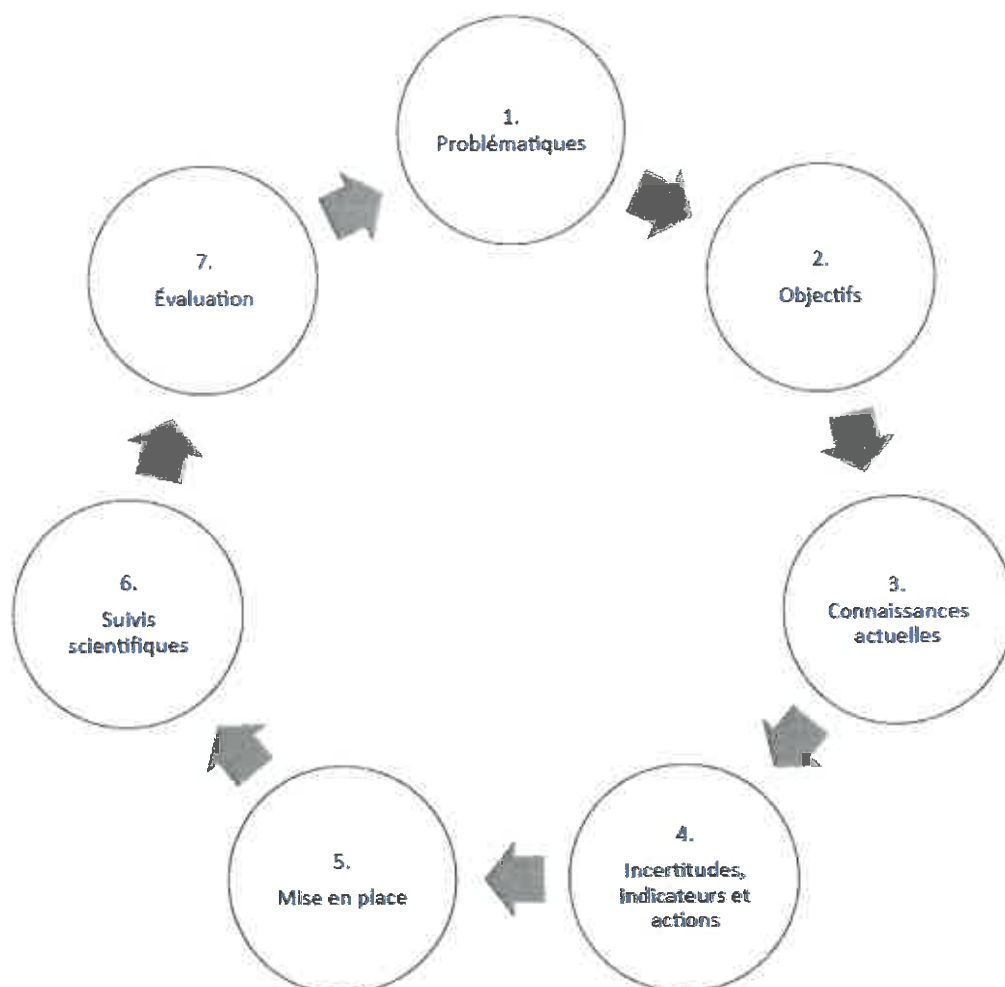 1.
Problématiques
2.
Objectifs
3.
Connaissances
actuelles
4.
Incertitudes,
indicateurs et
actions
5.
Mise en place
6.
Suivis
scientifiques
7.
Évaluation